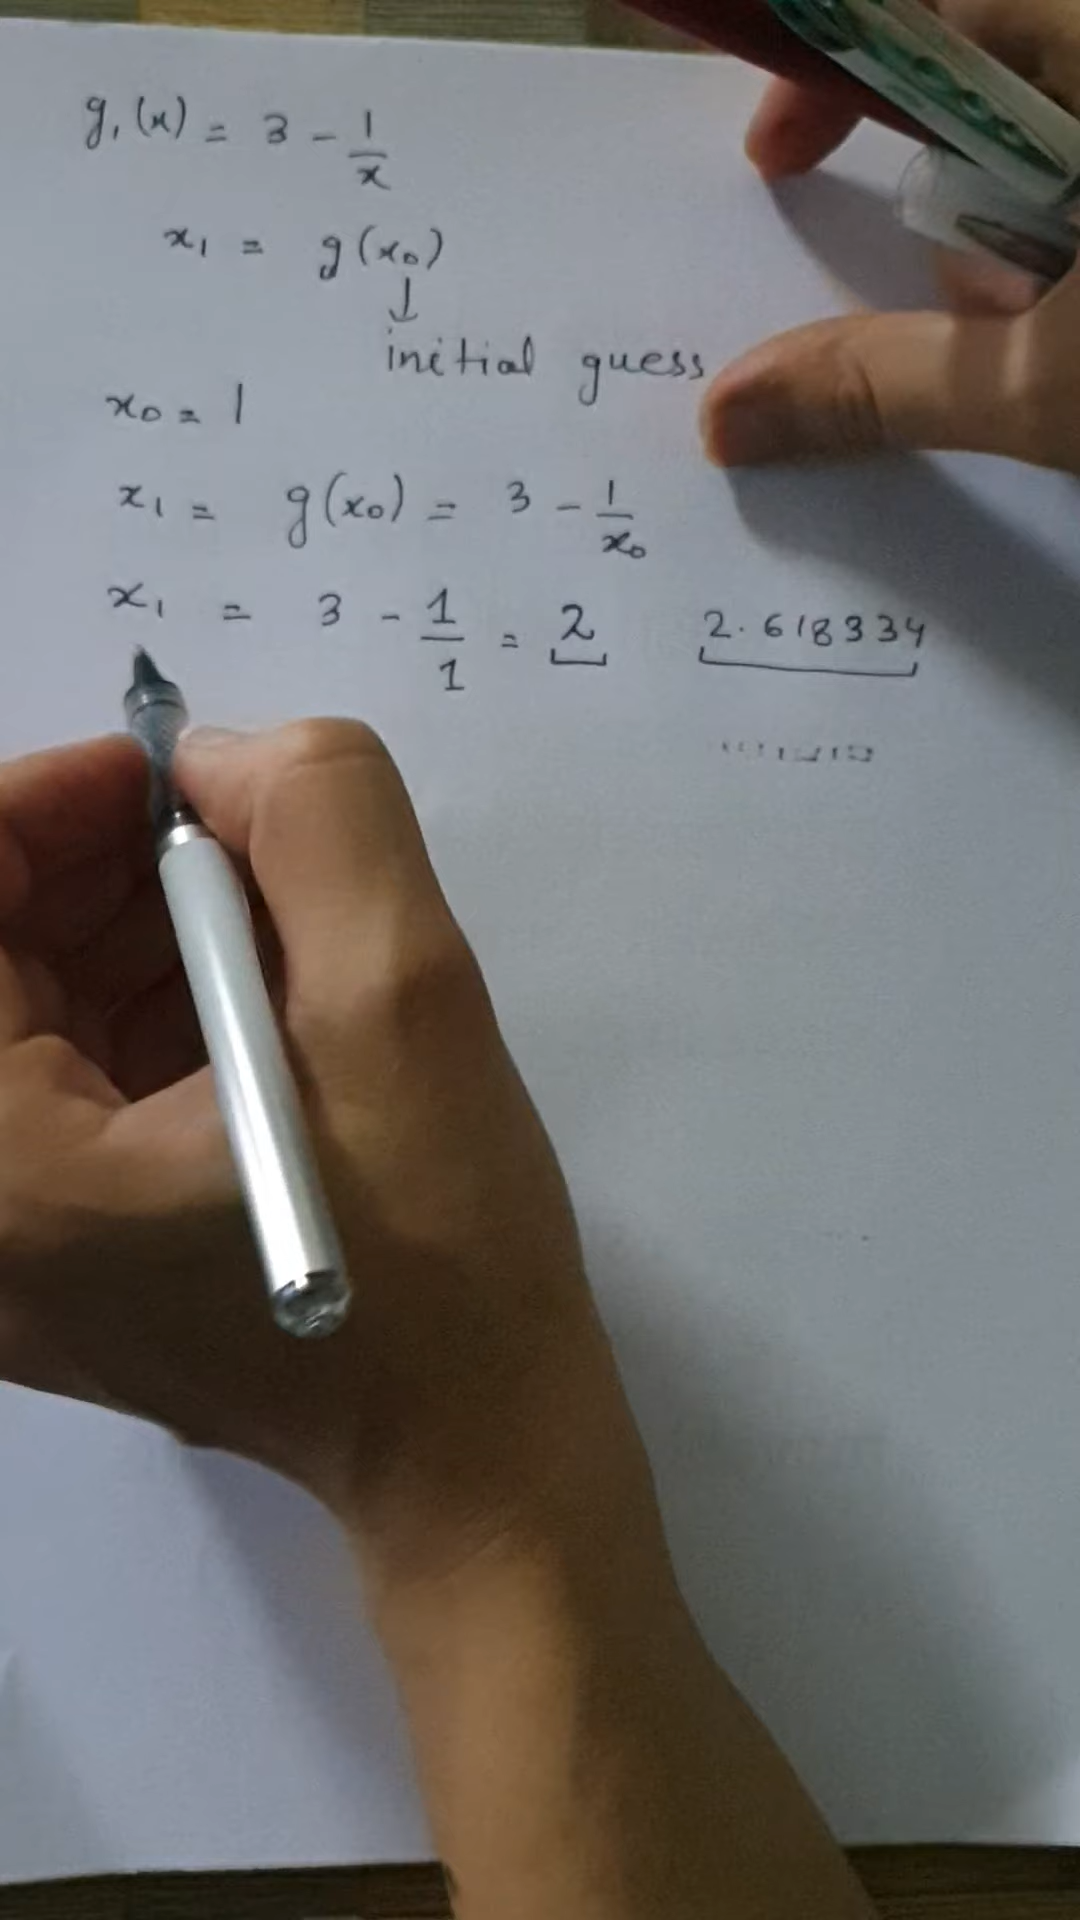 g₁(x) = 3 - 1/x
x₁ = g(x₀)
↓
initial guess
x₀ = 1
x₁ = g(x₀) = 3 - 1/x₀
x₁ = 3 - 1/1 = 2 2.618334